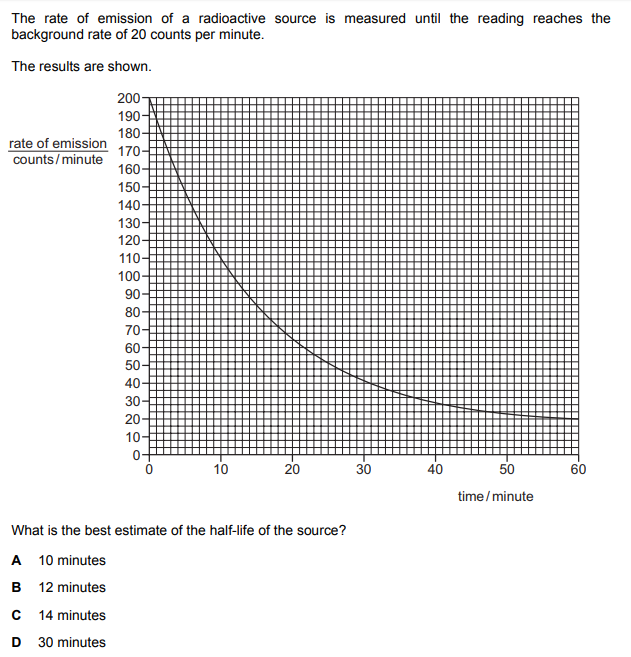 The rate of emission of a radioactive source is measured until the reading reaches the
background rate of 20 counts per minute.
The results are shown.
rate of emission
counts / minute
200
190
180
170
160
150
140
130
120
110
100
90
80
70
60
50
40
30
20
10
0
0 10 20 30 40 50 60
time / minute
What is the best estimate of the half-life of the source?
A 10 minutes
B 12 minutes
C 14 minutes
D 30 minutes